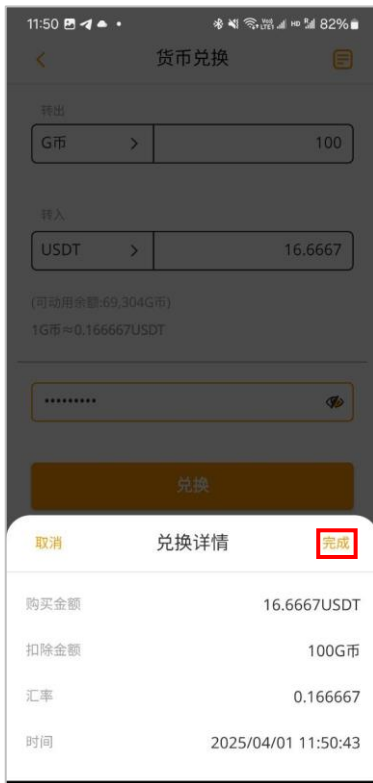 11:50 82%
货币兑换
转出
G币 > 100
转入
USDT > 16.6667
(可动用余额:69,304G币)
1G币≈0.166667USDT
•••••••••
兑换
取消 兑换详情 完成
购买金额 16.6667USDT
扣除金额 100G币
汇率 0.166667
时间 2025/04/01 11:50:43